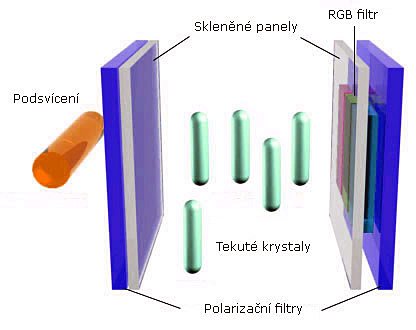 RGB filtr
Skleněné panely
Podsvícení
Tekuté krystaly
Polarizační filtry